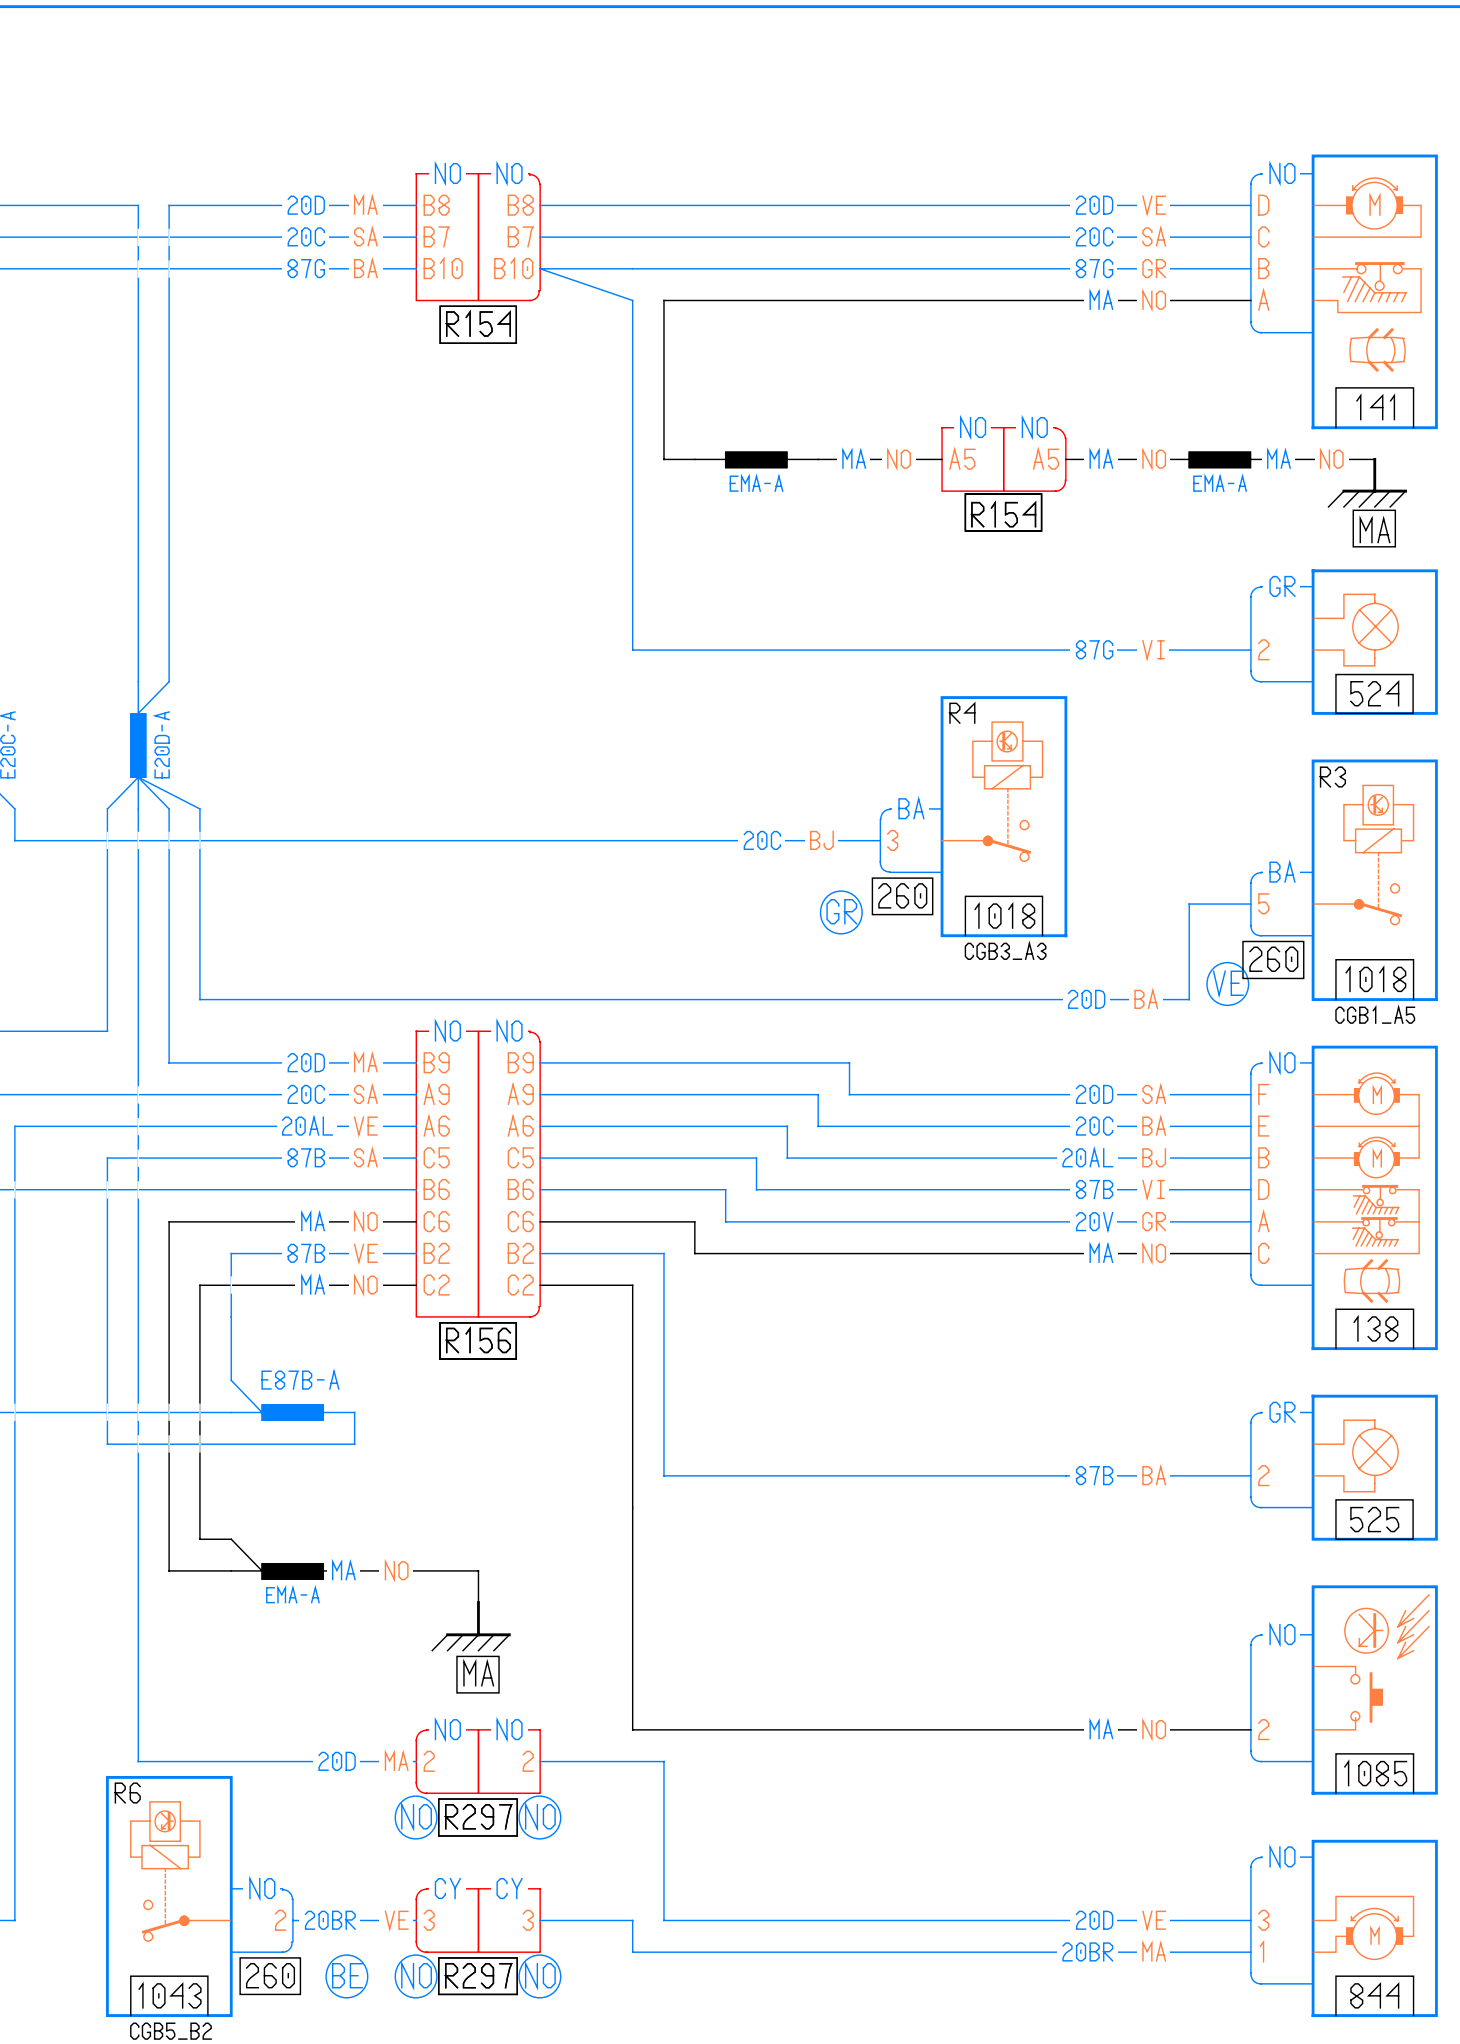 NO NO NO
20D MA B8 B8 20D VE D M
20C SA B7 B7 20C SA C
87G BA B10 B10 87G GR B
MA NO A
R154
141
NO NO
MA NO A5 A5 MA NO MA NO
EMA-A EMA-A
R154
MA
GR
87G VI 2
524
R4
E20C-A E20D-A
R3
BA
20C BJ 3
260
GR
1018
CGB3_A3
BA
5
260
VE
1018
20D BA
CGB1_A5
NO NO NO
20D MA B9 B9
20C SA A9 A9 20D SA F M
20AL VE A6 A6 20C BA E
87B SA C5 C5 20AL BJ B M
B6 B6 87B VI D
MA NO C6 C6 20V GR A
87B VE B2 B2 MA NO C
MA NO C2 C2
R156
138
E87B-A
GR
87B BA 2
525
MA NO
EMA-A
NO
MA
NO NO MA NO 2
20D MA 2 2
1085
R6
NO R297 NO
NO
NO CY CY
2 20BR VE 3 3 20D VE 3
20BR MA 1 M
260 BE NO R297 NO
1043 844
CGB5_B2